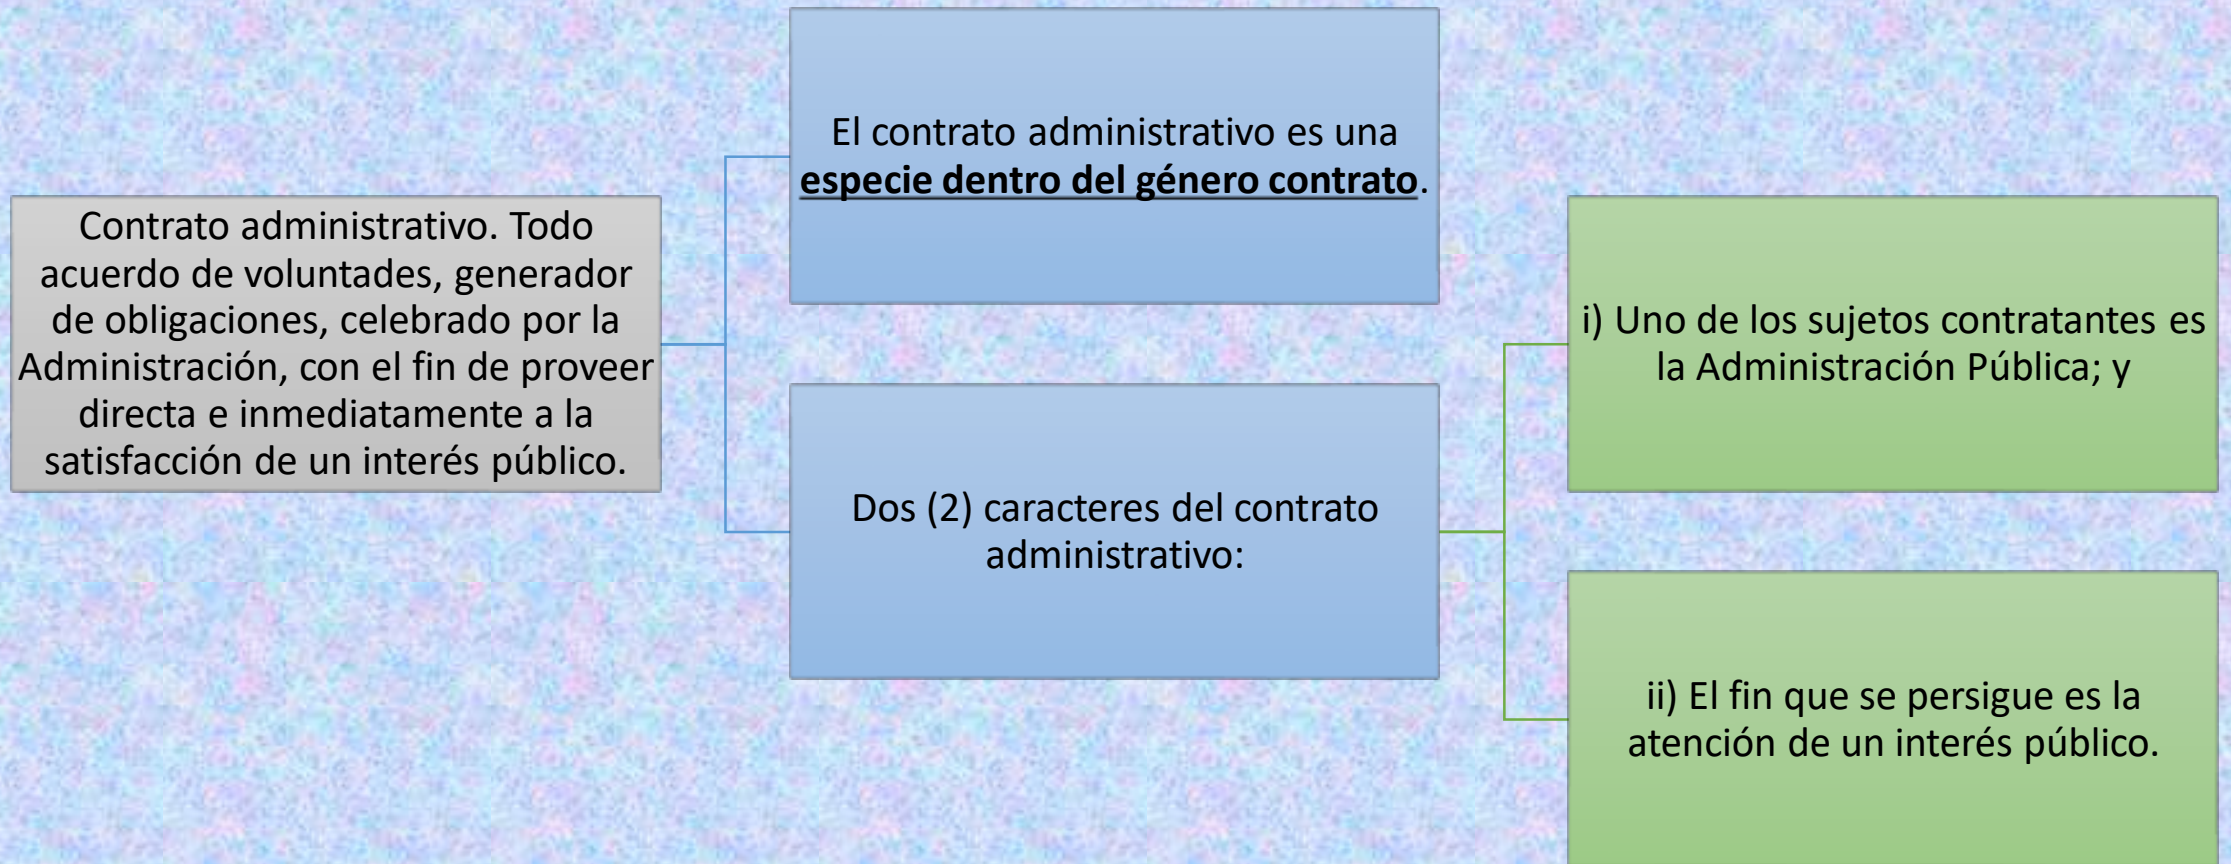 Contrato administrativo. Todo
acuerdo de voluntades, generador
de obligaciones, celebrado por la
Administración, con el fin de proveer
directa e inmediatamente a la
satisfacción de un interés público.
El contrato administrativo es una
especie dentro del género contrato.
Dos (2) caracteres del contrato
administrativo:
i) Uno de los sujetos contratantes es
la Administración Pública; y
ii) El fin que se persigue es la
atención de un interés público.